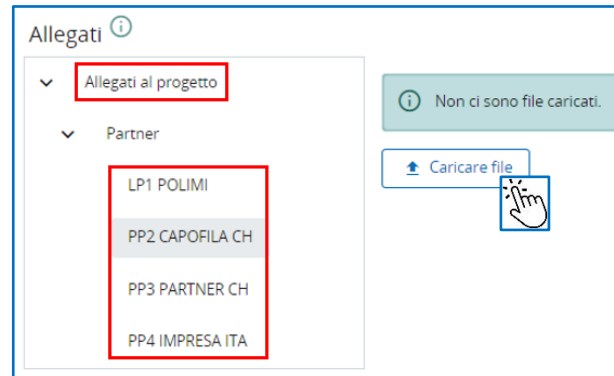 Allegati
Allegati al progetto
Partner
LP1 POLIMI
PP2 CAPOFILA CH
PP3 PARTNER CH
PP4 IMPRESA ITA
Non ci sono file caricati.
Caricare file